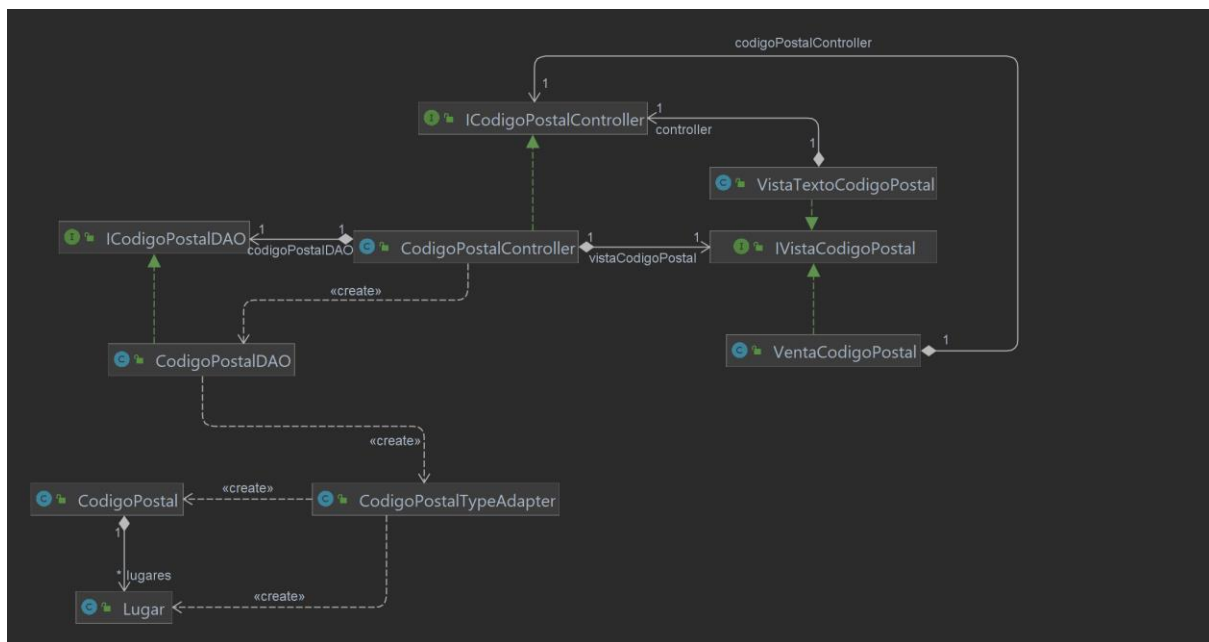 codigoPostalController
1
ICodigoPostalController
1
controller
1
VistaTextoCodigoPostal
ICodigoPostalDAO
1
1
codigoPostalDAO
CodigoPostalController
1
1
vistaCodigoPostal
IVistaCodigoPostal
«create»
CodigoPostalDAO
VentaCodigoPostal
1
«create»
CodigoPostal
«create»
CodigoPostalTypeAdapter
1
* lugares
Lugar
«create»